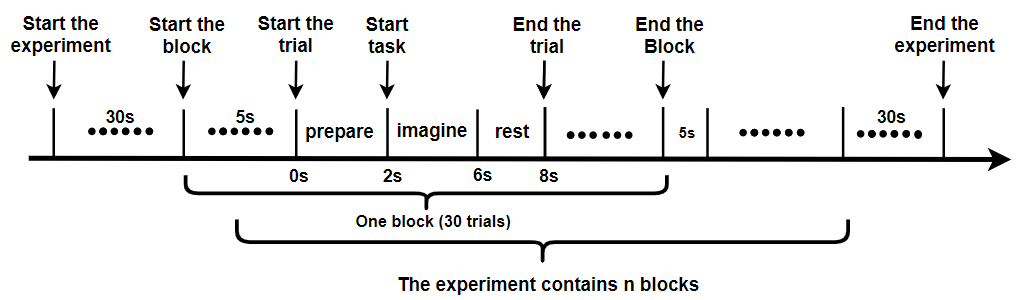 Start the
experiment
Start the
block
Start the
trial
Start
task
End the
trial
End the
Block
End the
experiment
30s
5s
prepare
imagine
rest
5s
30s
0s
2s
6s
8s
One block (30 trials)
The experiment contains n blocks